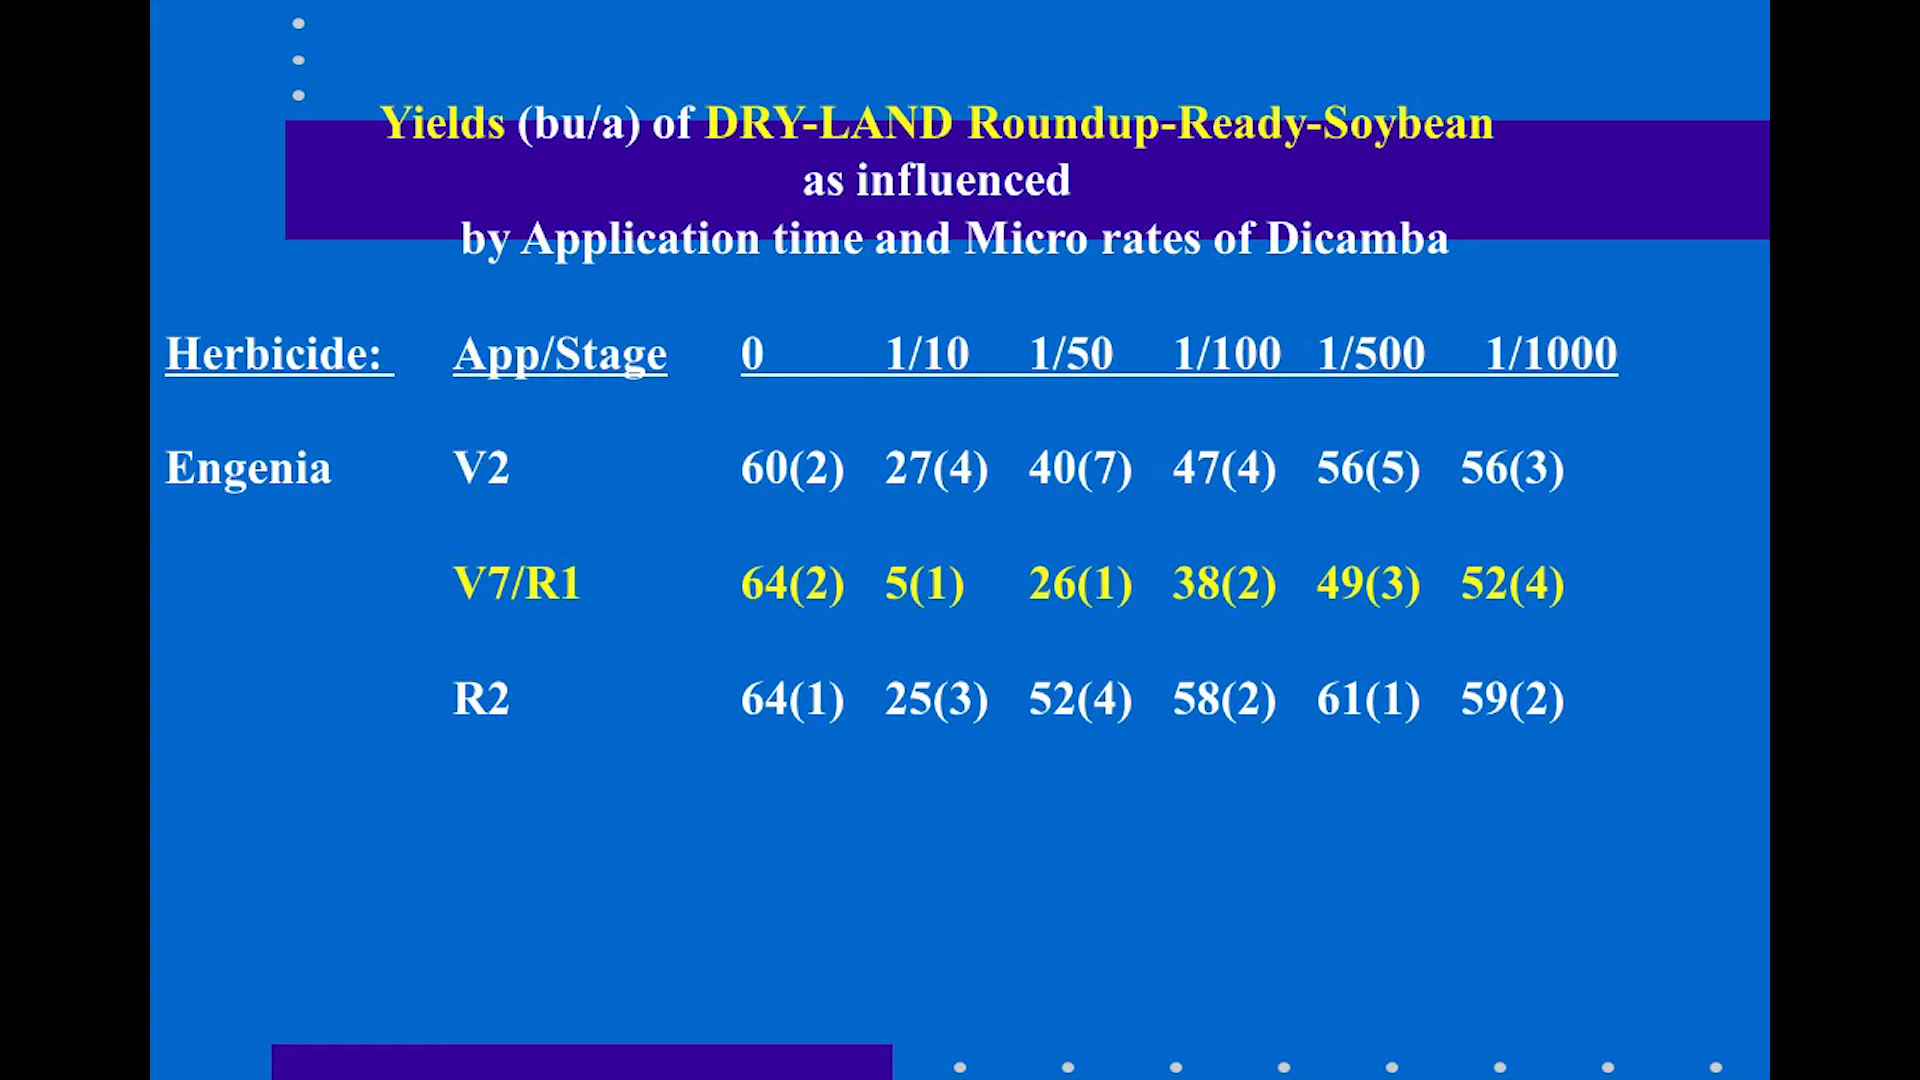 Yields (bu/a) of DRY-LAND Roundup-Ready-Soybean
as influenced
by Application time and Micro rates of Dicamba
Herbicide: App/Stage 0 1/10 1/50 1/100 1/500 1/1000
Engenia V2 60(2) 27(4) 40(7) 47(4) 56(5) 56(3)
V7/R1 64(2) 5(1) 26(1) 38(2) 49(3) 52(4)
R2 64(1) 25(3) 52(4) 58(2) 61(1) 59(2)